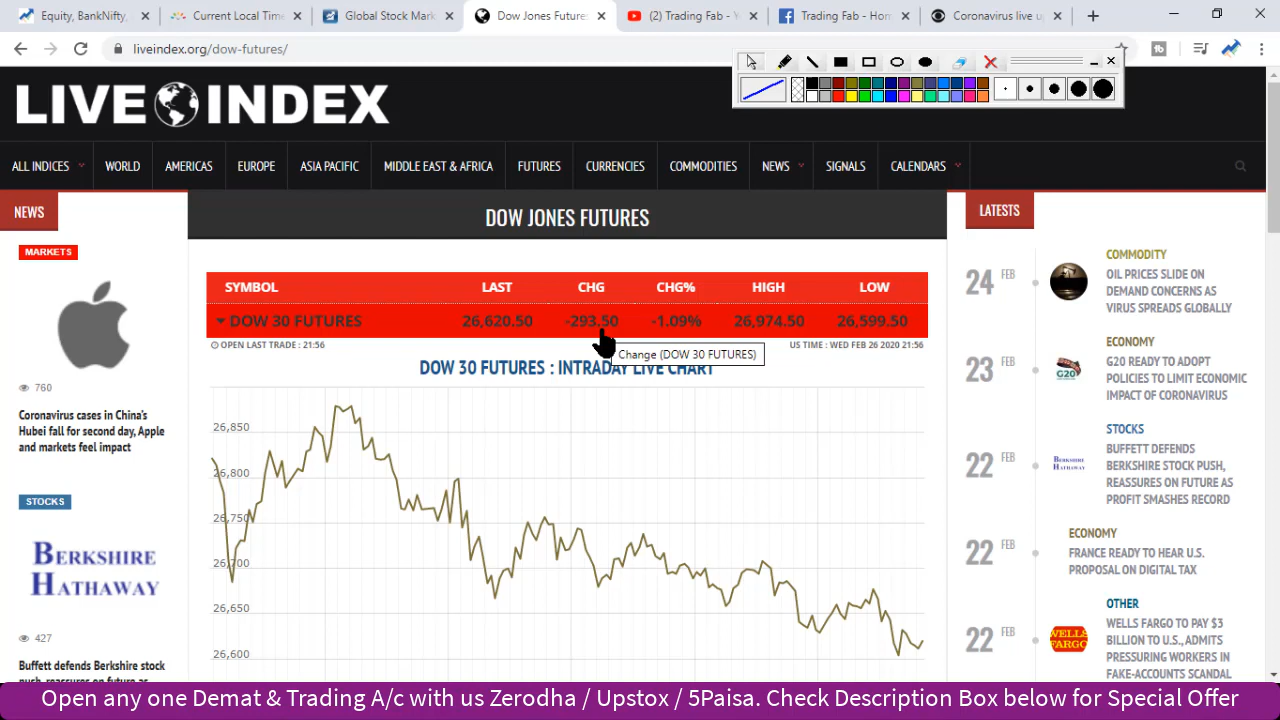 Equity, BankNifty,
Current Local Time
Global Stock Mark
Dow Jones Futures
(2) Trading Fab - Y
Trading Fab - Hom
Coronavirus live up
liveindex.org/dow-futures/
LIVE INDEX
ALL INDICES
WORLD
AMERICAS
EUROPE
ASIA PACIFIC
MIDDLE EAST & AFRICA
FUTURES
CURRENCIES
COMMODITIES
NEWS
SIGNALS
CALENDARS
NEWS
MARKETS
760
Coronavirus cases in China's
Hubei fall for second day, Apple
and markets feel impact
STOCKS
BERKSHIRE
HATHAWAY
427
Buffett defends Berkshire stock
push, reassures on future as
DOW JONES FUTURES
SYMBOL LAST CHG CHG% HIGH LOW
DOW 30 FUTURES 26,620.50 -293.50 -1.09% 26,974.50 26,599.50
OPEN LAST TRADE : 21:56
US TIME : WED FEB 26 2020 21:56
Change (DOW 30 FUTURES)
DOW 30 FUTURES : INTRADAY LIVE CHART
26,850
26,800
26,750
26,700
26,650
26,600
LATESTS
24 FEB
COMMODITY
OIL PRICES SLIDE ON
DEMAND CONCERNS AS
VIRUS SPREADS GLOBALLY
23 FEB
G20
ECONOMY
G20 READY TO ADOPT
POLICIES TO LIMIT ECONOMIC
IMPACT OF CORONAVIRUS
22 FEB
BERKSHIRE
HATHAWAY
STOCKS
BUFFETT DEFENDS
BERKSHIRE STOCK PUSH,
REASSURES ON FUTURE AS
PROFIT SMASHES RECORD
22 FEB
ECONOMY
FRANCE READY TO HEAR U.S.
PROPOSAL ON DIGITAL TAX
22 FEB
WELLS
FARGO
OTHER
WELLS FARGO TO PAY $3
BILLION TO U.S., ADMITS
PRESSURING WORKERS IN
FAKE-ACCOUNTS SCANDAL
Open any one Demat & Trading A/c with us Zerodha / Upstox / 5Paisa. Check Description Box below for Special Offer